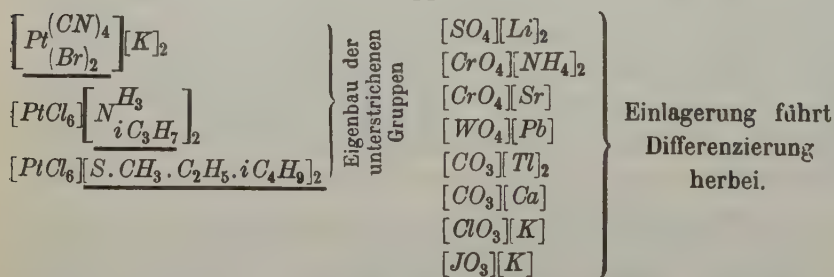 [Pt(CN)₄(Br)₂][K]₂
[PtCl₆][NH₃ iC₃H₇]₂
[PtCl₆][S.CH₃.C₂H₅.iC₄H₉]₂
Eigenbau der
unterstrichenen
Gruppen
[SO₄][Li]₂
[CrO₄][NH₄]₂
[CrO₄][Sr]
[WO₄][Pb]
[CO₃][Tl]₂
[CO₃][Ca]
[ClO₃][K]
[JO₃][K]
Einlagerung führt
Differenzierung
herbei.